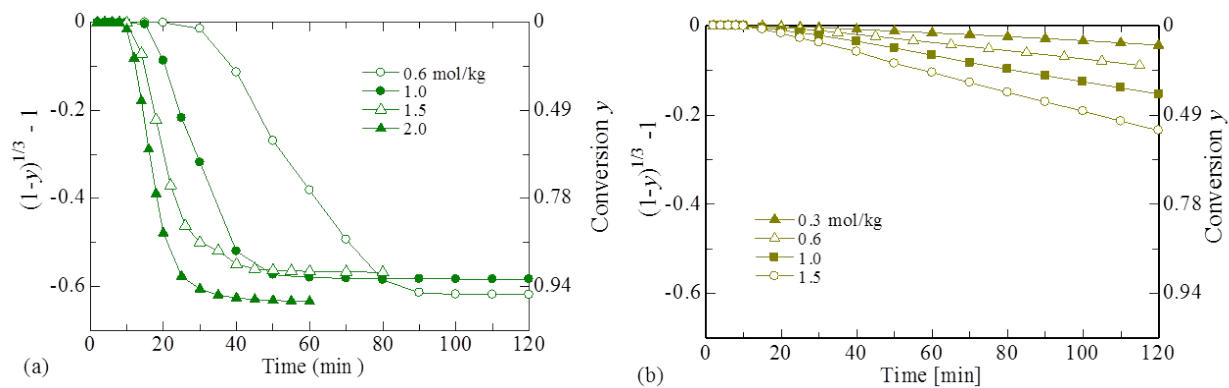 0
-0.2
-0.4
-0.6
(1-y)^{1/3} - 1
0
0.49
0.78
0.94
Conversion y
0.6 mol/kg
1.0
1.5
2.0
0 20 40 60 80 100 120
Time (min )
(a)
0
-0.2
-0.4
-0.6
(1-y)^{1/3} - 1
0
0.49
0.78
0.94
Conversion y
0.3 mol/kg
0.6
1.0
1.5
0 20 40 60 80 100 120
Time [min]
(b)